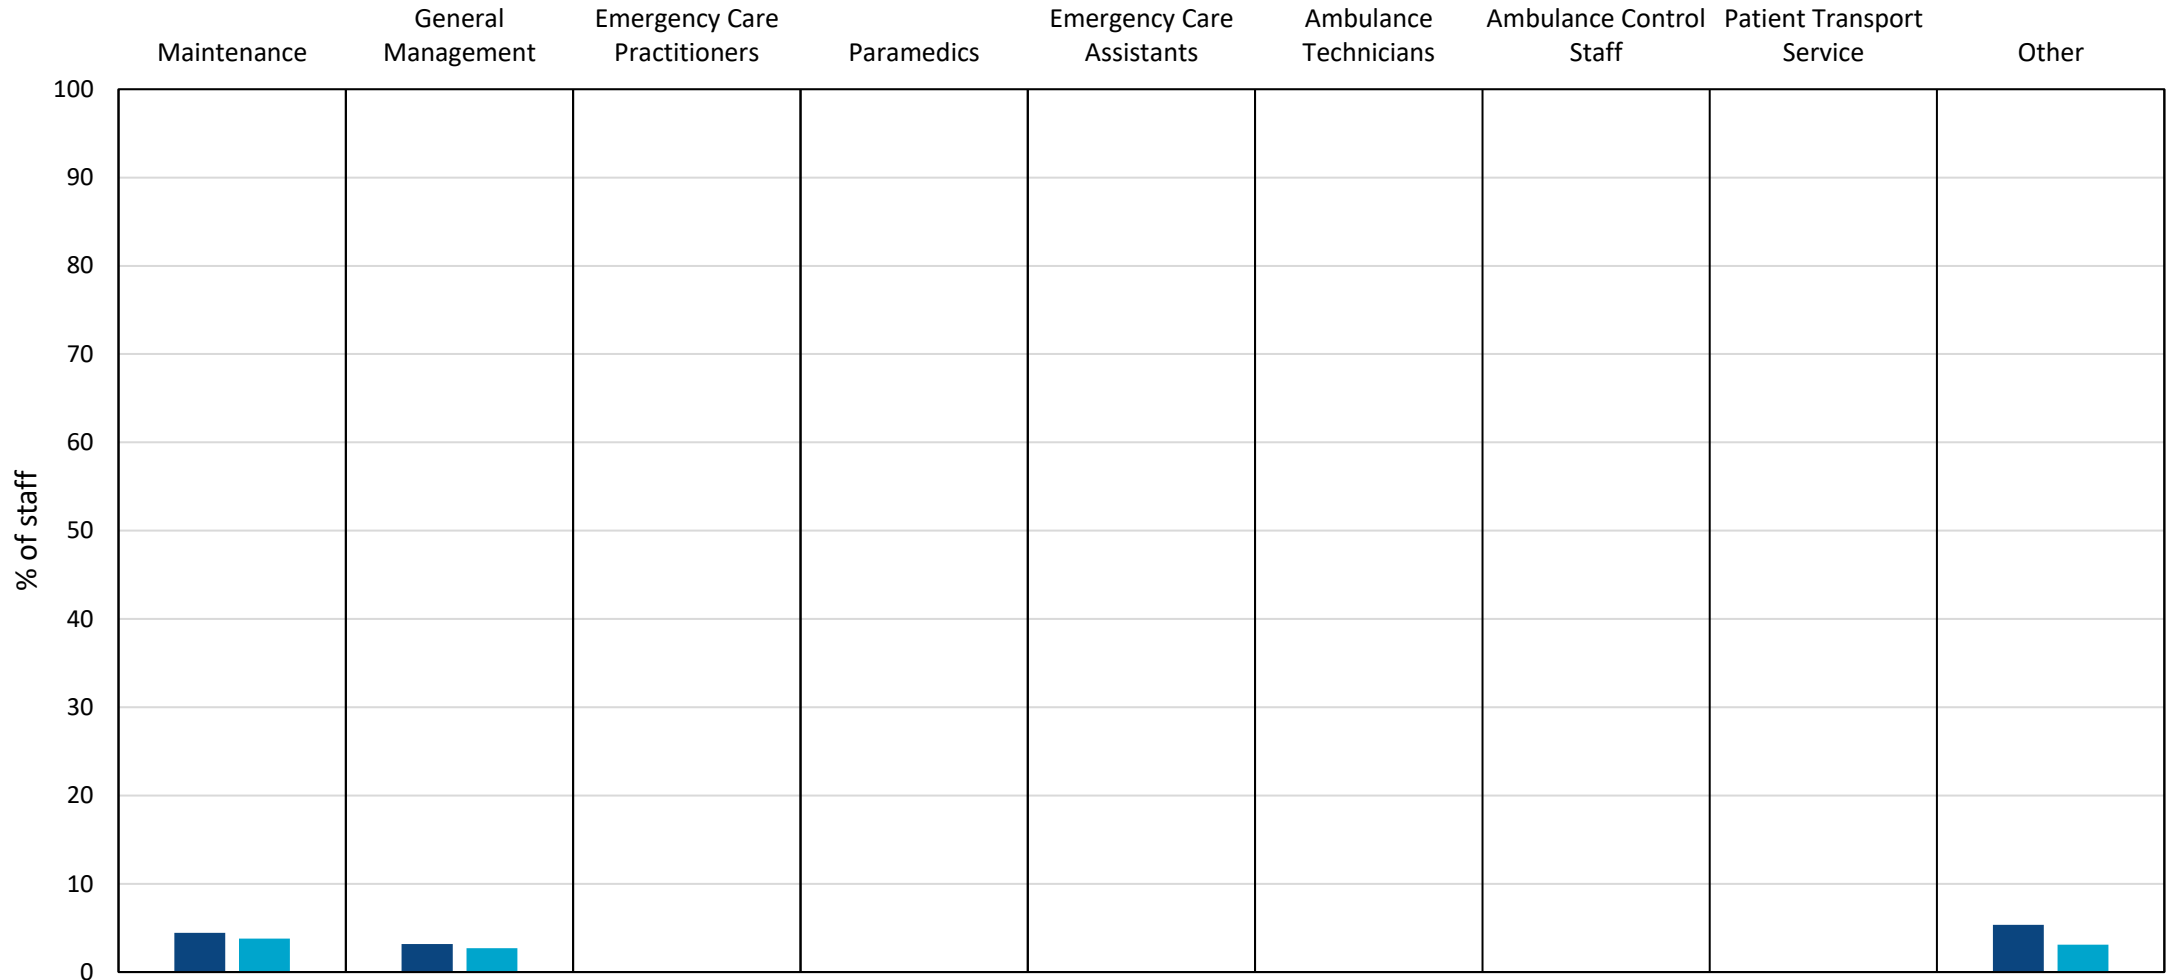 Maintenance
General
Management
Emergency Care
Practitioners
Paramedics
Emergency Care
Assistants
Ambulance
Technicians
Ambulance Control
Staff
Patient Transport
Service
Other
% of staff
100
90
80
70
60
50
40
30
20
10
0